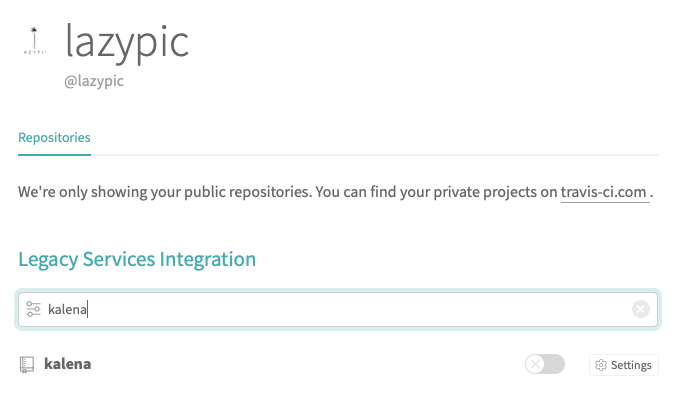 lazypic
@lazypic
Repositories
We're only showing your public repositories. You can find your private projects on travis-ci.com .
Legacy Services Integration
kalena
kalena
Settings